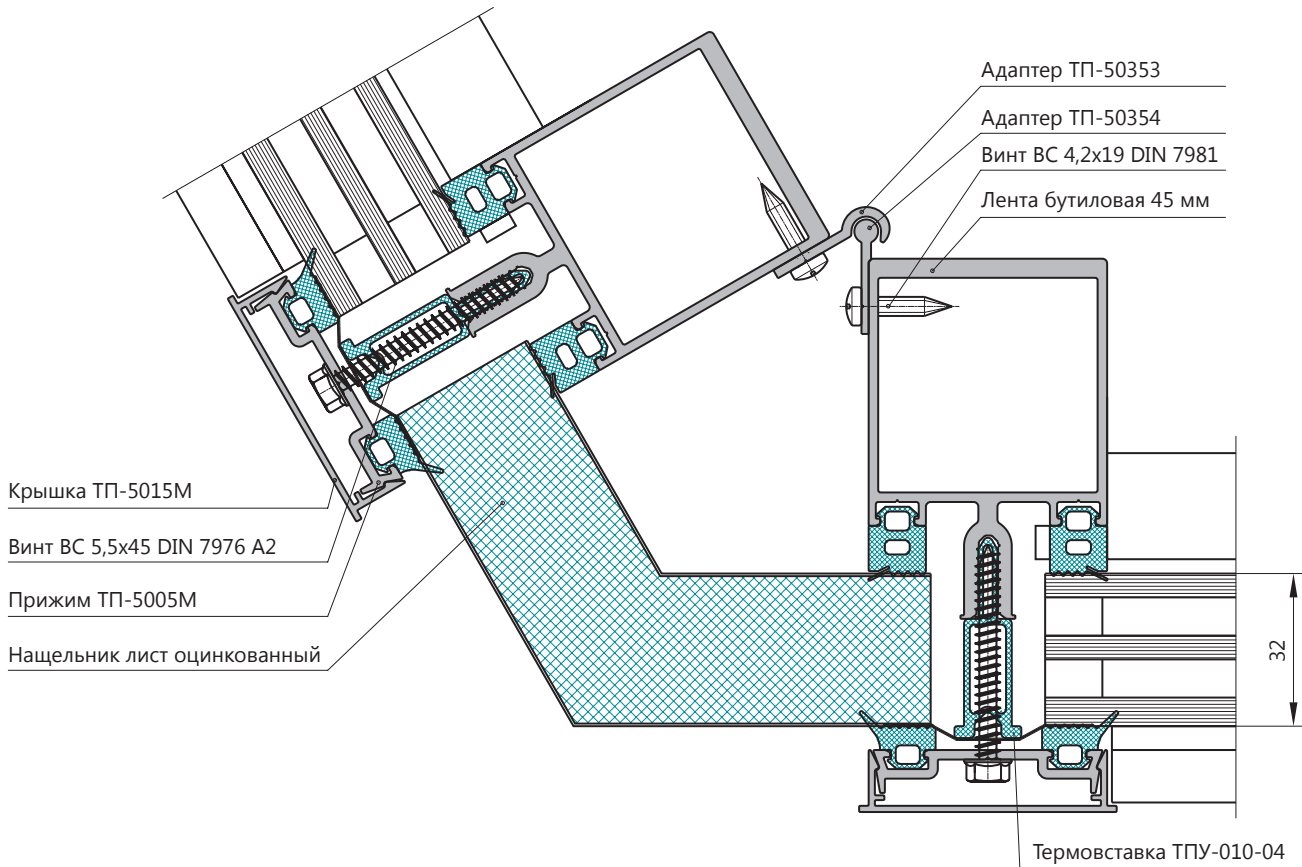 Адаптер ТП-50353
Адаптер ТП-50354
Винт ВС 4,2х19 DIN 7981
Лента бутиловая 45 мм
Крышка ТП-5015М
Винт ВС 5,5х45 DIN 7976 А2
Прижим ТП-5005М
Нащельник лист оцинкованный
32
Термовставка ТПУ-010-04